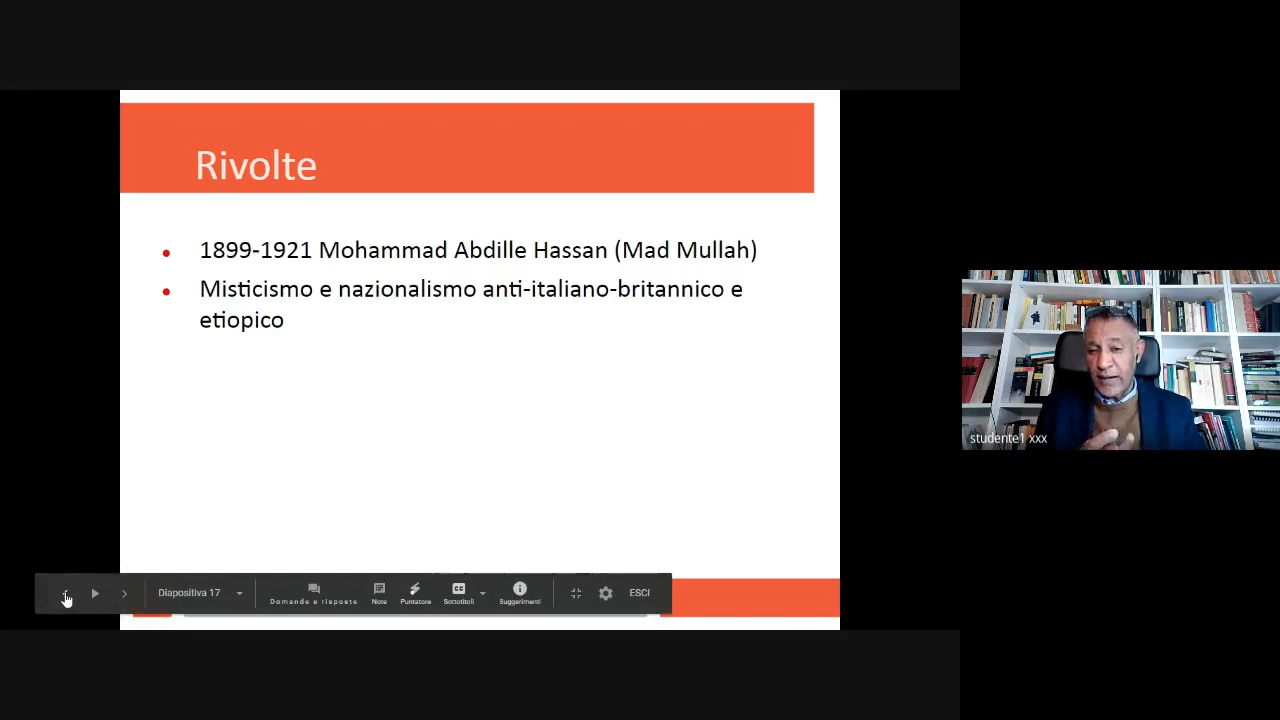 Rivolte
1899-1921 Mohammad Abdille Hassan (Mad Mullah)
Misticismo e nazionalismo anti-italiano-britannico e
etiopico
studente1 xxx
Diapositiva 17
Domande e risposte
Note
Puntatore
CC
Sottotitoli
Suggerimenti
ESCI